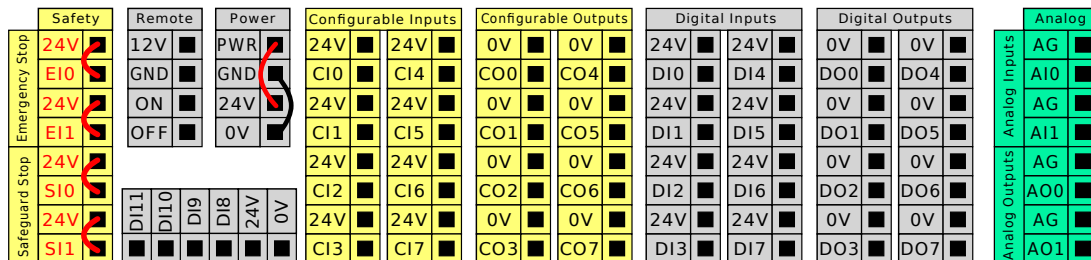 Safety
Emergency Stop
24V
EI0
24V
EI1
Safeguard Stop
24V
SI0
24V
SI1
Remote
12V
GND
ON
OFF
Power
PWR
GND
24V
0V
DI11
DI10
DI9
DI8
24V
0V
Configurable Inputs
24V 24V
CI0 CI4
24V 24V
CI1 CI5
24V 24V
CI2 CI6
24V 24V
CI3 CI7
Configurable Outputs
0V 0V
CO0 CO4
0V 0V
CO1 CO5
0V 0V
CO2 CO6
0V 0V
CO3 CO7
Digital Inputs
24V 24V
DI0 DI4
24V 24V
DI1 DI5
24V 24V
DI2 DI6
24V 24V
DI3 DI7
Digital Outputs
0V 0V
DO0 DO4
0V 0V
DO1 DO5
0V 0V
DO2 DO6
0V 0V
DO3 DO7
Analog
Analog Inputs
AG
AI0
AG
AI1
Analog Outputs
AG
AO0
AG
AO1